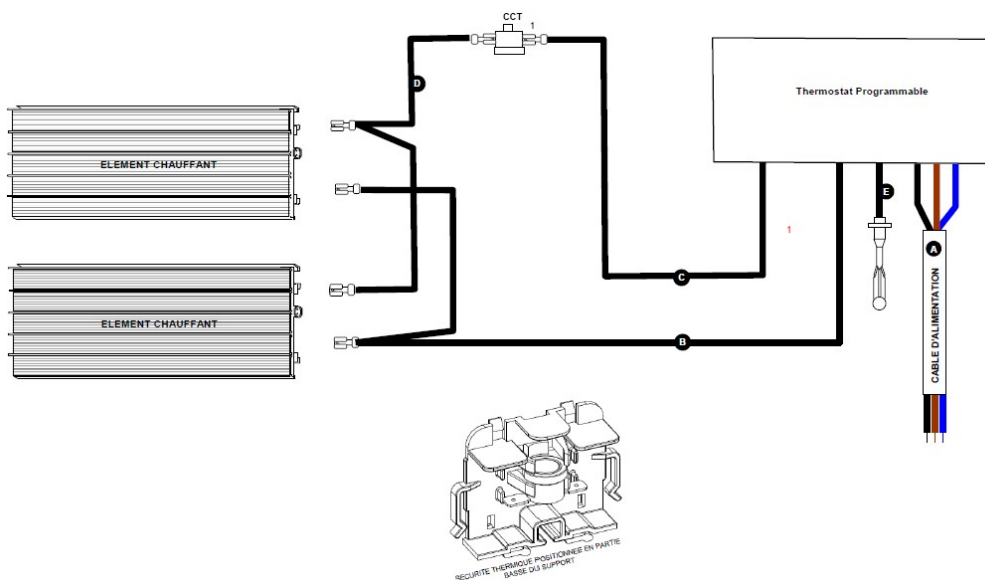 CCT
1
D
Thermostat Programmable
ELEMENT CHAUFFANT
E
1
A
C
CABLE D'ALIMENTATION
ELEMENT CHAUFFANT
B
SECURITE THERMIQUE POSITIONNEE EN PARTIE
BASSE DU SUPPORT